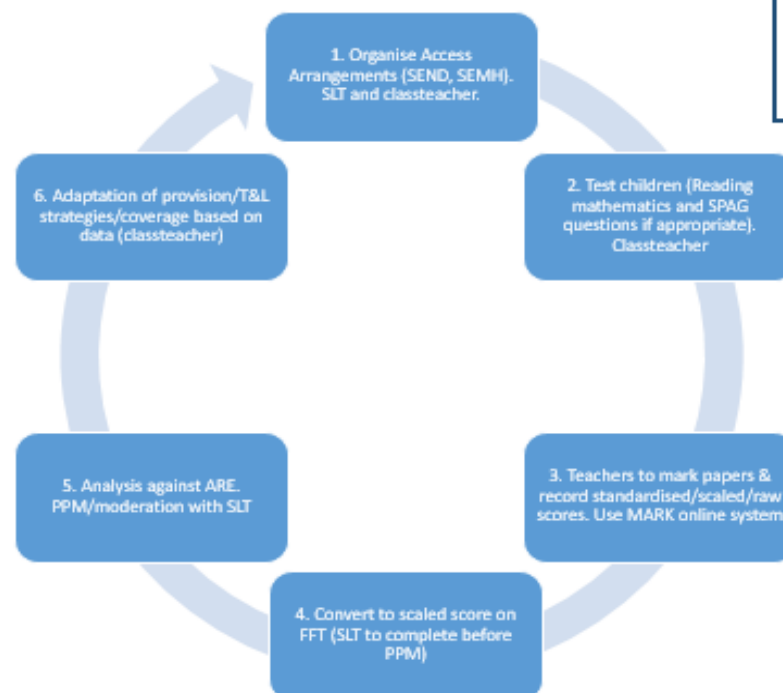 1. Organise Access
Arrangements (SEND, SEMH).
SLT and classteacher.
2. Test children (Reading
mathematics and SPAG
questions if appropriate).
Classteacher
3. Teachers to mark papers &
record standardised/scaled/raw
scores. Use MARK online system
4. Convert to scaled score on
FFT (SLT to complete before
PPM)
5. Analysis against ARE.
PPM/moderation with SLT
6. Adaptation of provision/T&L
strategies/coverage based on
data (classteacher)